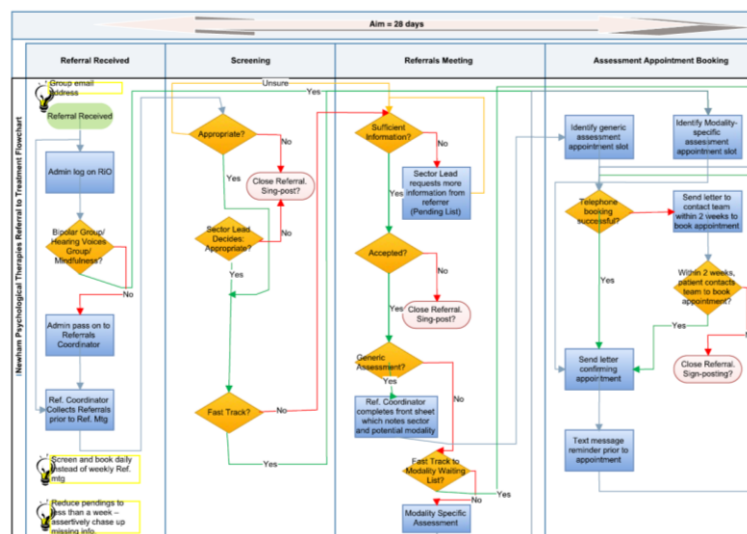 Aim = 28 days
Referral Received
Screening
Referrals Meeting
Assessment Appointment Booking
Newham Psychological Therapies Referral to Treatment Flowchart
Group email
address
Referral Received
Admin log on RiO
Bipolar Group/
Hearing Voices
Group/
Mindfulness?
No
Admin pass on to
Referrals
Coordinator
Ref. Coordinator
Collects Referrals
prior to Ref. Mtg
Screen and book daily
instead of weekly Ref.
mtg
Reduce pendings to
less than a week –
assertively chase up
missing info.
Unsure
Yes
Appropriate?
No
Yes
Close Referral.
Sing-post?
Sector Lead
Decides:
Appropriate?
No
Yes
Fast Track?
No
Yes
Sufficient
Information?
No
Yes
Sector Lead
requests more
information from
referrer
(Pending List)
Accepted?
No
Yes
Close Referral.
Sing-post?
Generic
Assessment?
Yes
No
Ref. Coordinator
completes front sheet
which notes sector
and potential modality
Fast Track to
Modality Waiting
List?
Yes
No
Modality Specific
Assessment
Yes
Identify generic
assessment
appointment slot
Identify Modality-
specific
assessment
appointment slot
Telephone
booking
successful?
Yes
No
Send letter to
contact team
within 2 weeks to
book appointment
Within 2 weeks,
patient contacts
team to book
appointment?
Yes
No
Close Referral.
Sign-posting?
Send letter
confirming
appointment
Text message
reminder prior to
appointment